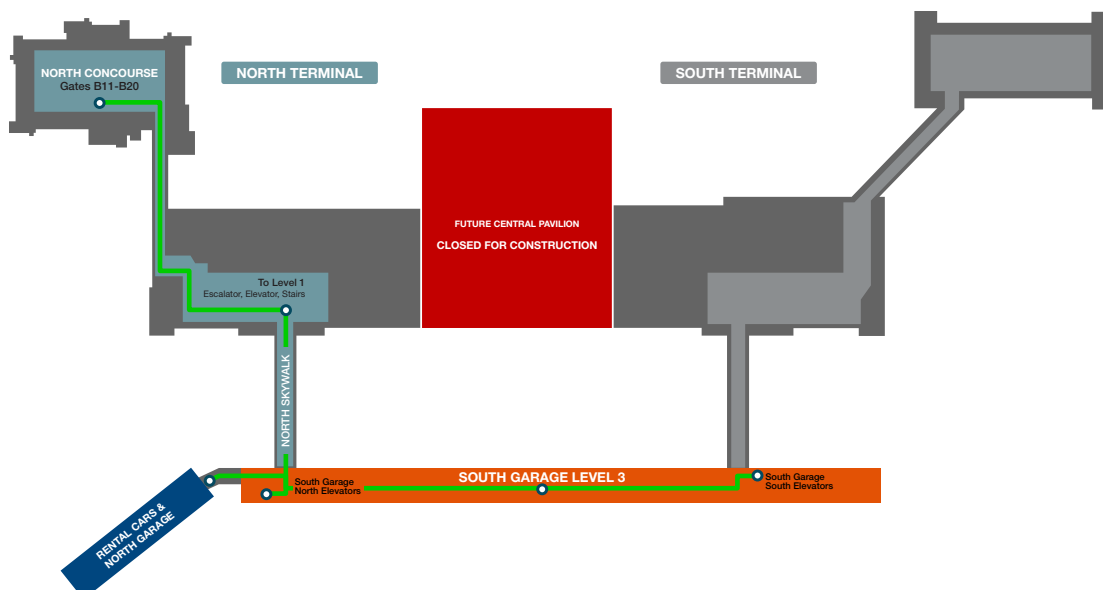 NORTH CONCOURSE
Gates B11-B20
NORTH TERMINAL
SOUTH TERMINAL
FUTURE CENTRAL PAVILION
CLOSED FOR CONSTRUCTION
To Level 1
Escalator, Elevator, Stairs
NORTH SKYWALK
SOUTH GARAGE LEVEL 3
South Garage
North Elevators
South Garage
South Elevators
RENTAL CARS &
NORTH GARAGE